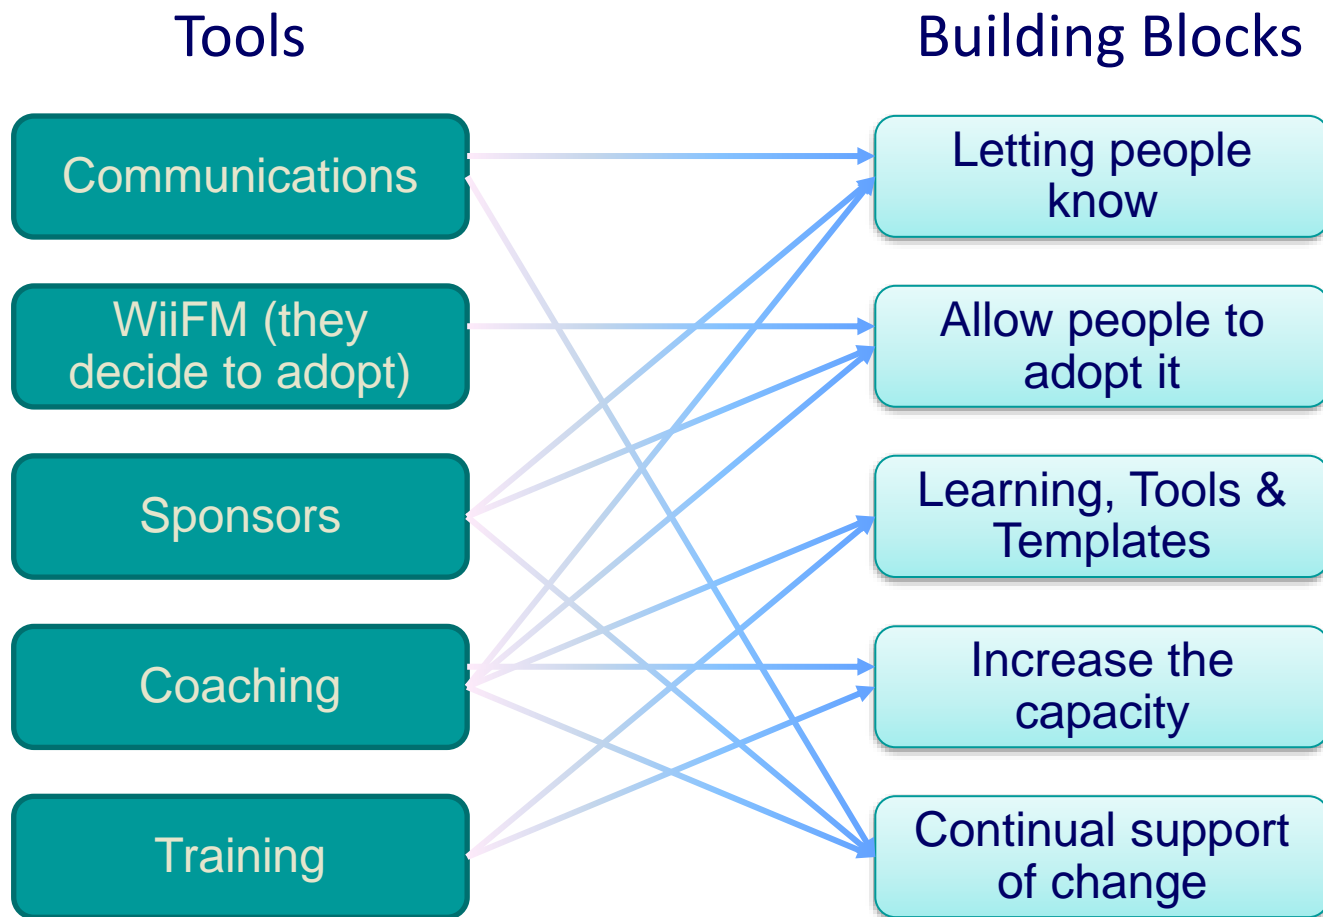 Tools
Building Blocks
Communications
Letting people
know
WiiFM (they
decide to adopt)
Allow people to
adopt it
Sponsors
Learning, Tools &
Templates
Coaching
Increase the
capacity
Training
Continual support
of change